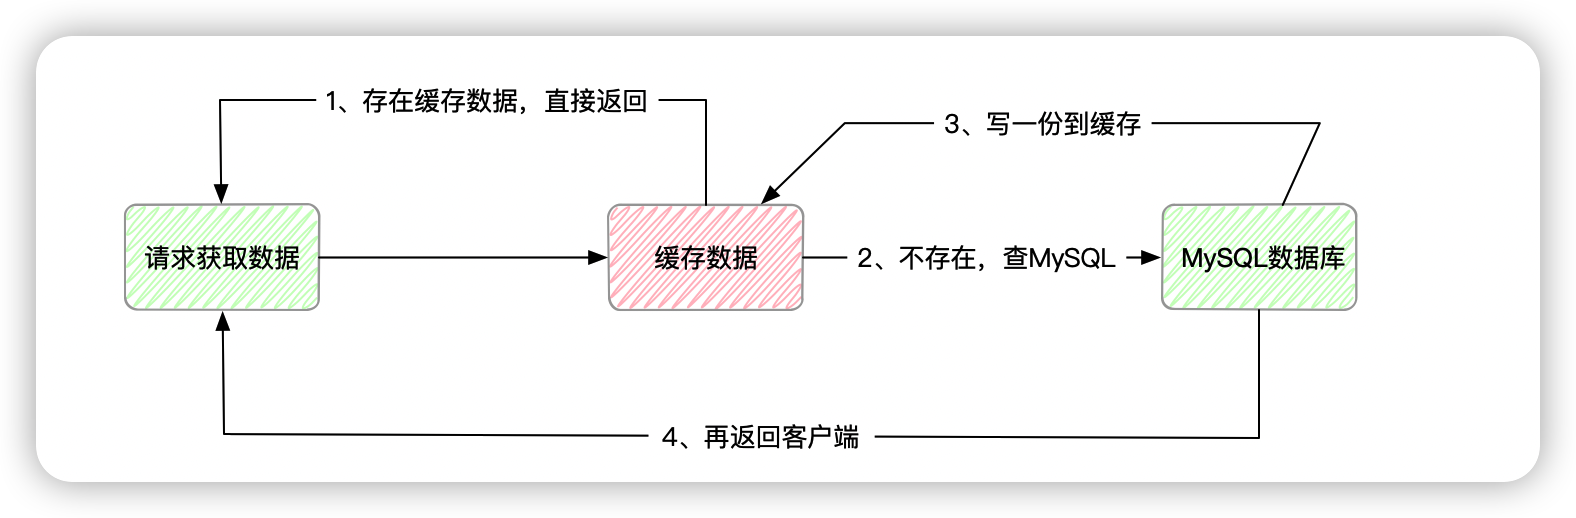 1、存在缓存数据，直接返回
3、写一份到缓存
请求获取数据
缓存数据
2、不存在，查MySQL
MySQL数据库
4、再返回客户端